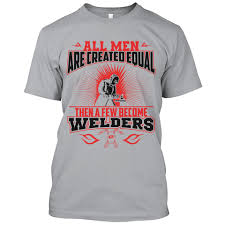 ALL MEN
ARE CREATED EQUAL
THEN A FEW BECOME
WELDERS